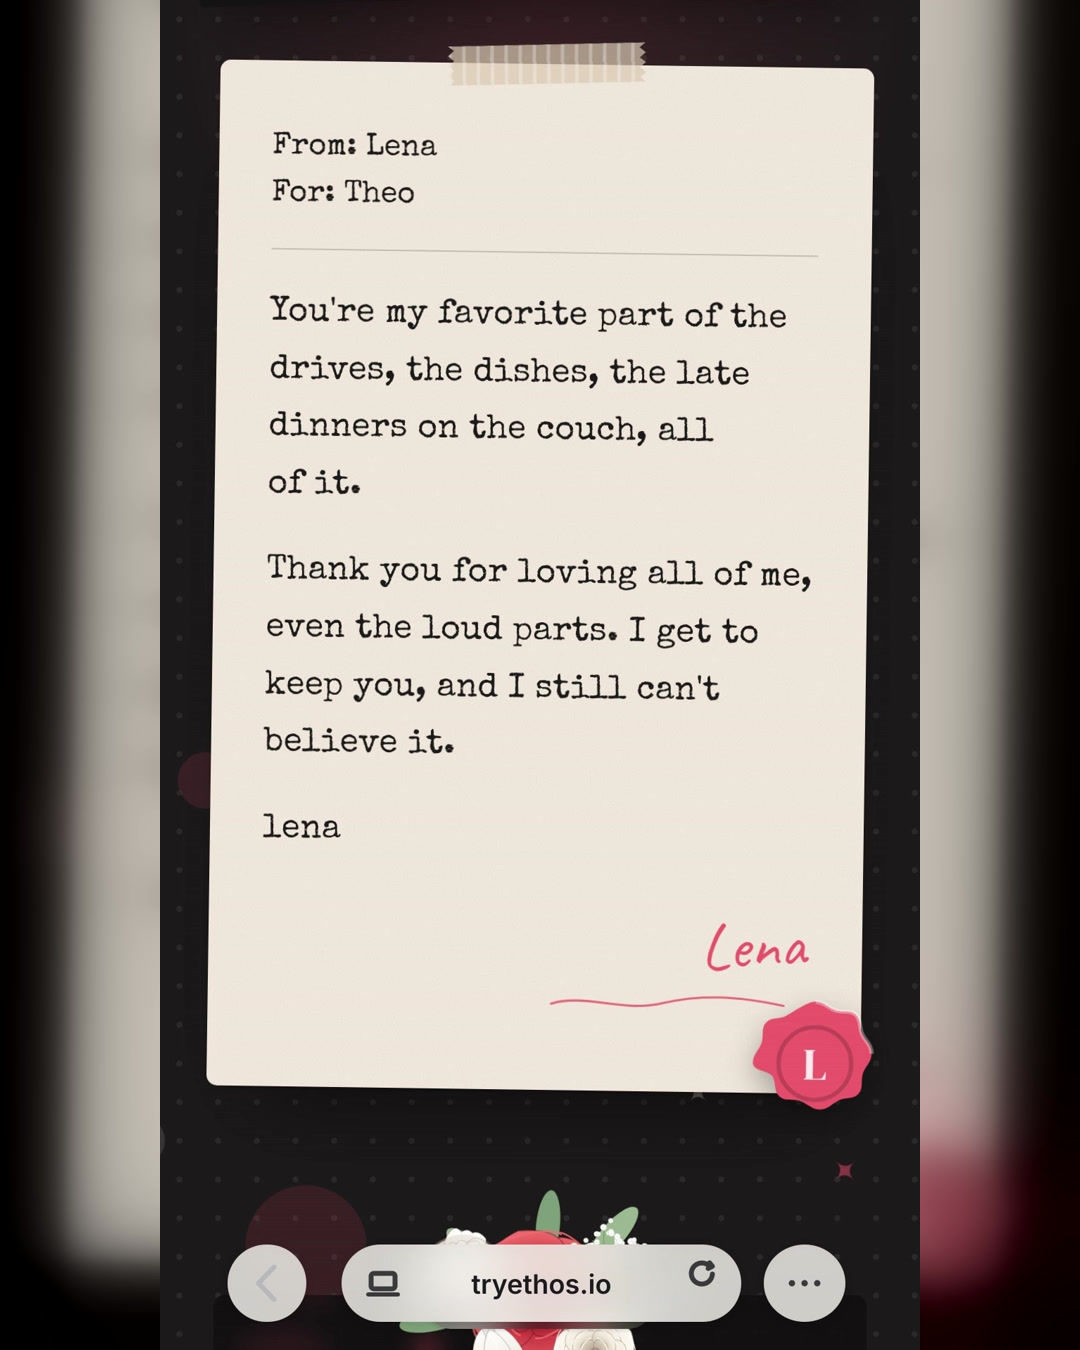 From: Lena
For: Theo
You're my favorite part of the
drives, the dishes, the late
dinners on the couch, all
of it.
Thank you for loving all of me,
even the loud parts. I get to
keep you, and I still can't
believe it.
lena
Lena
L
tryethos.io